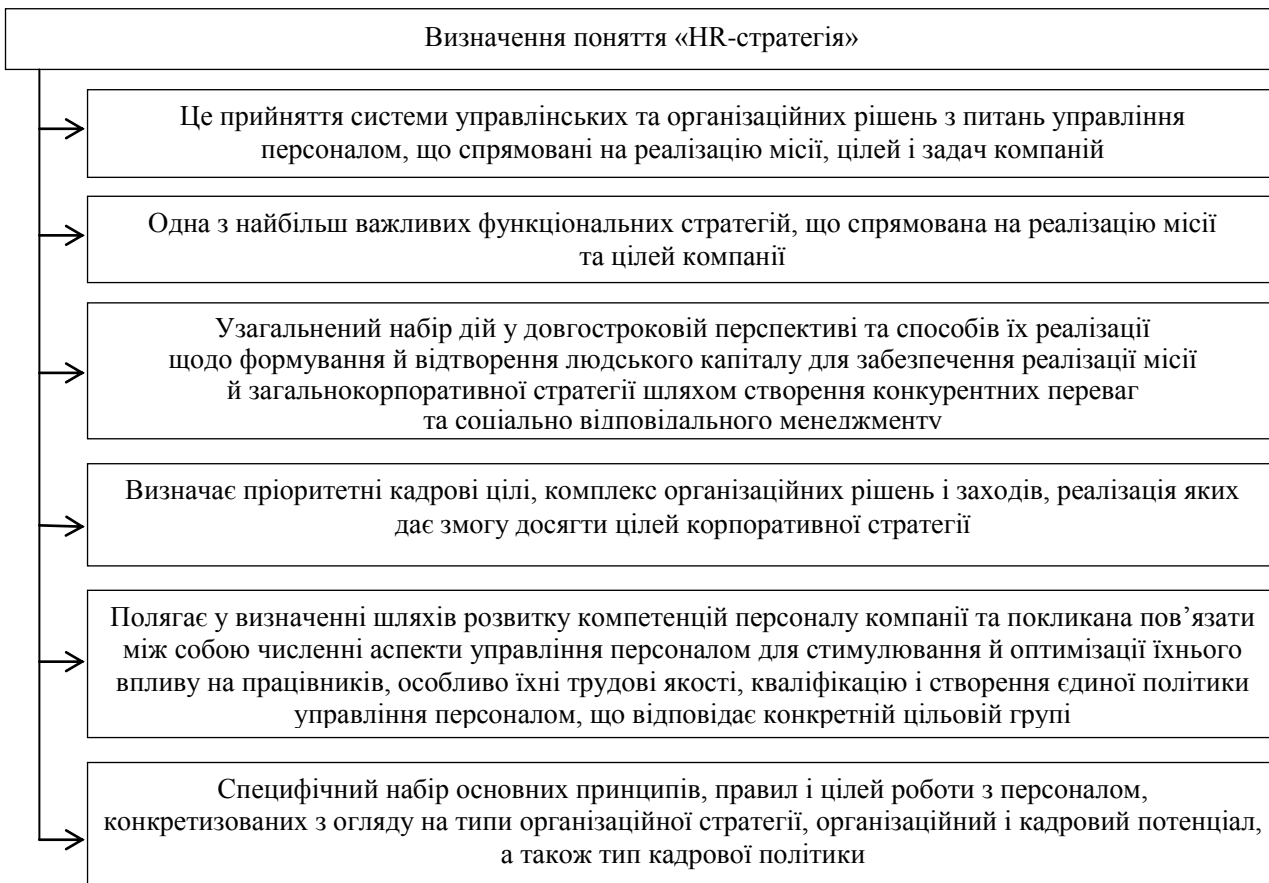 Визначення поняття «HR-стратегія»
Це прийняття системи управлінських та організаційних рішень з питань управління
персоналом, що спрямовані на реалізацію місії, цілей і задач компаній
Одна з найбільш важливих функціональних стратегій, що спрямована на реалізацію місії
та цілей компанії
Узагальнений набір дій у довгостроковій перспективі та способів їх реалізації
щодо формування й відтворення людського капіталу для забезпечення реалізації місії
й загальнокорпоративної стратегії шляхом створення конкурентних переваг
та соціально відповідального менеджменту
Визначає пріоритетні кадрові цілі, комплекс організаційних рішень і заходів, реалізація яких
дає змогу досягти цілей корпоративної стратегії
Полягає у визначенні шляхів розвитку компетенцій персоналу компанії та покликана пов’язати
між собою численні аспекти управління персоналом для стимулювання й оптимізації їхнього
впливу на працівників, особливо їхні трудові якості, кваліфікацію і створення єдиної політики
управління персоналом, що відповідає конкретній цільовій групі
Специфічний набір основних принципів, правил і цілей роботи з персоналом,
конкретизованих з огляду на типи організаційної стратегії, організаційний і кадровий потенціал,
а також тип кадрової політики